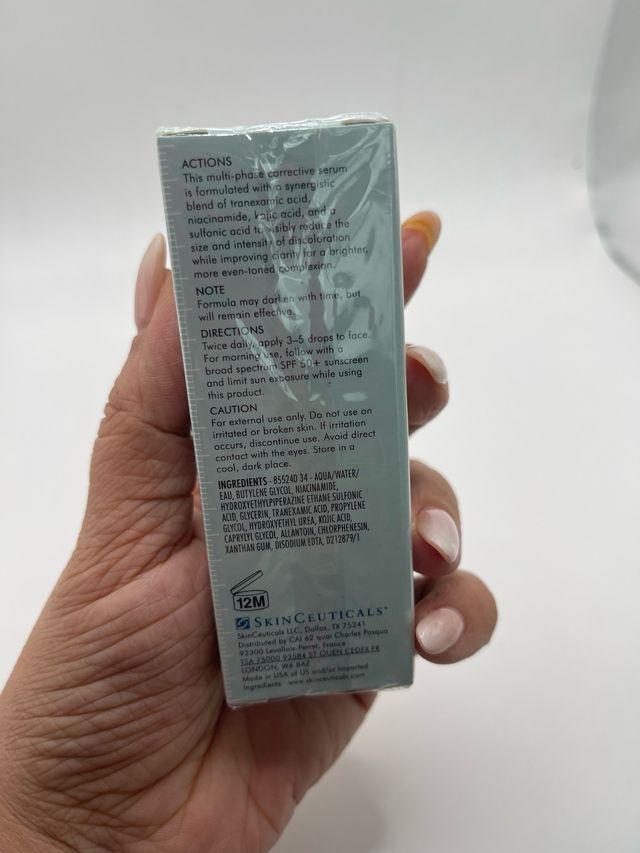 ACTIONS
This multi-phase corrective serum
is formulated with a synergistic
blend of tranexamic acid,
niacinamide, kojic acid, and a
sulfonic acid to visibly reduce the
size and intensity of discoloration
while improving clarity for a brighter,
more even-toned complexion.
NOTE
Formula may darken with time, but
will remain effective.
DIRECTIONS
Twice daily, apply 3–5 drops to face.
For morning use, follow with a
broad spectrum SPF 50+ sunscreen
and limit sun exposure while using
this product.
CAUTION
For external use only. Do not use on
irritated or broken skin. If irritation
occurs, discontinue use. Avoid direct
contact with the eyes. Store in a
cool, dark place.
INGREDIENTS - 855240 34 - AQUA/WATER/
EAU, BUTYLENE GLYCOL, NIACINAMIDE,
HYDROXYETHYLPIPERAZINE ETHANE SULFONIC
ACID, GLYCERIN, TRANEXAMIC ACID, PROPYLENE
GLYCOL, HYDROXYETHYL UREA, KOJIC ACID,
CAPRYLYL GLYCOL, ALLANTOIN, CHLORPHENESIN,
XANTHAN GUM, DISODIUM EDTA, D212879/1
12M
SKINCEUTICALS®
SkinCeuticals LLC, Dallas, TX 75241
Distributed by CAI 62 quai Charles Pasqua
92300 Levallois-Perret, France
TSA 75000 93584 ST OUEN CEDEX FR
LONDON, W6 8AZ
Made in USA of US and/or Imported
Ingredients www.skinceuticals.com